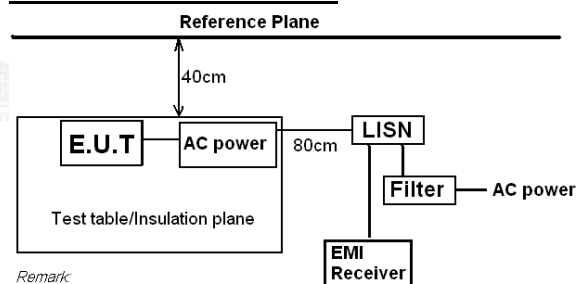 Reference Plane
40cm
E.U.T
AC power
80cm
LISN
Filter
AC power
Test table/Insulation plane
EMI
Receiver
Remark: